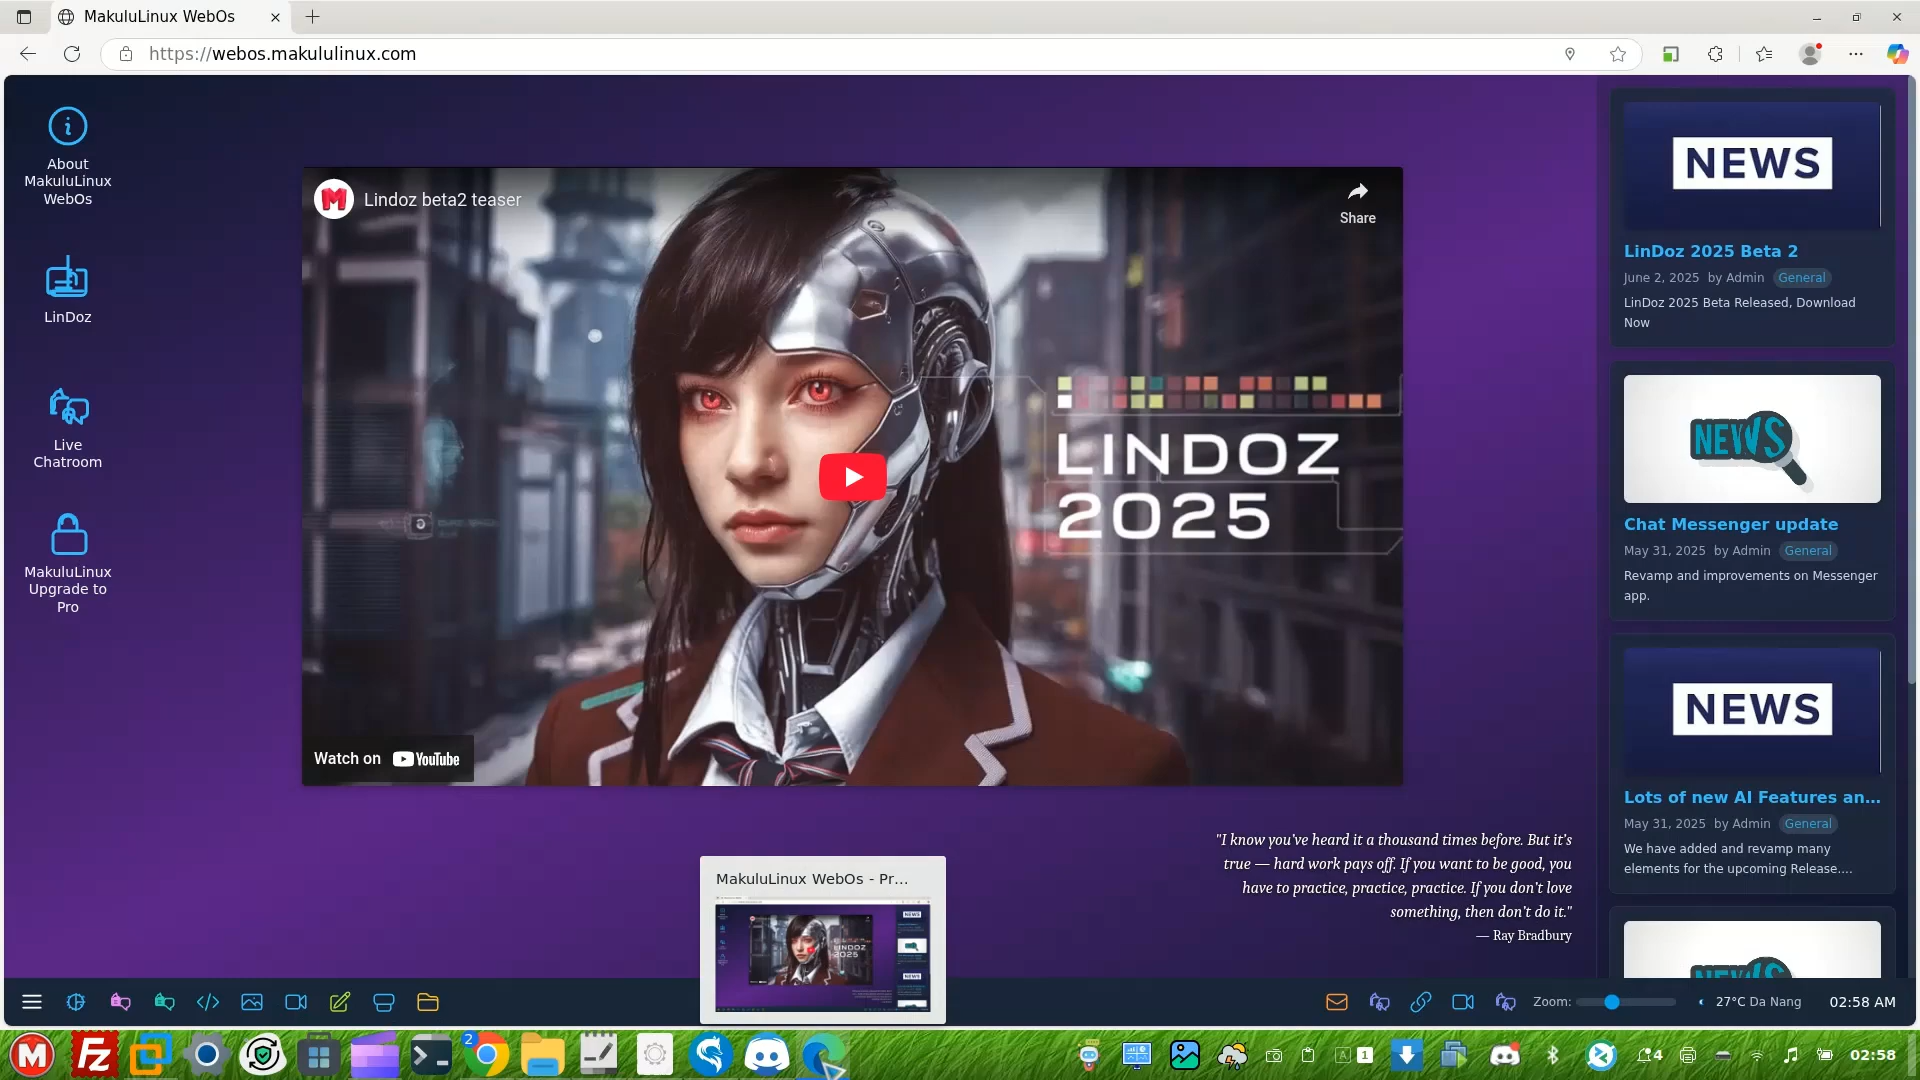 MakuluLinux WebOs
https://webos.makululinux.com
About
MakuluLinux
WebOs
LinDoz
Live
Chatroom
MakuluLinux
Upgrade to
Pro
Lindoz beta2 teaser
Share
LINDOZ
2025
Watch on YouTube
NEWS
LinDoz 2025 Beta 2
June 2, 2025 by Admin General
LinDoz 2025 Beta Released, Download
Now
NEWS
Chat Messenger update
May 31, 2025 by Admin General
Revamp and improvements on Messenger
app.
NEWS
Lots of new AI Features an...
May 31, 2025 by Admin General
We have added and revamp many
elements for the upcoming Release....
"I know you've heard it a thousand times before. But it's
true — hard work pays off. If you want to be good, you
have to practice, practice, practice. If you don't love
something, then don't do it."
— Ray Bradbury
MakuluLinux WebOs - Pr...
Zoom:
27°C Da Nang
02:58 AM
M
Fz
2
A
1
4
02:58